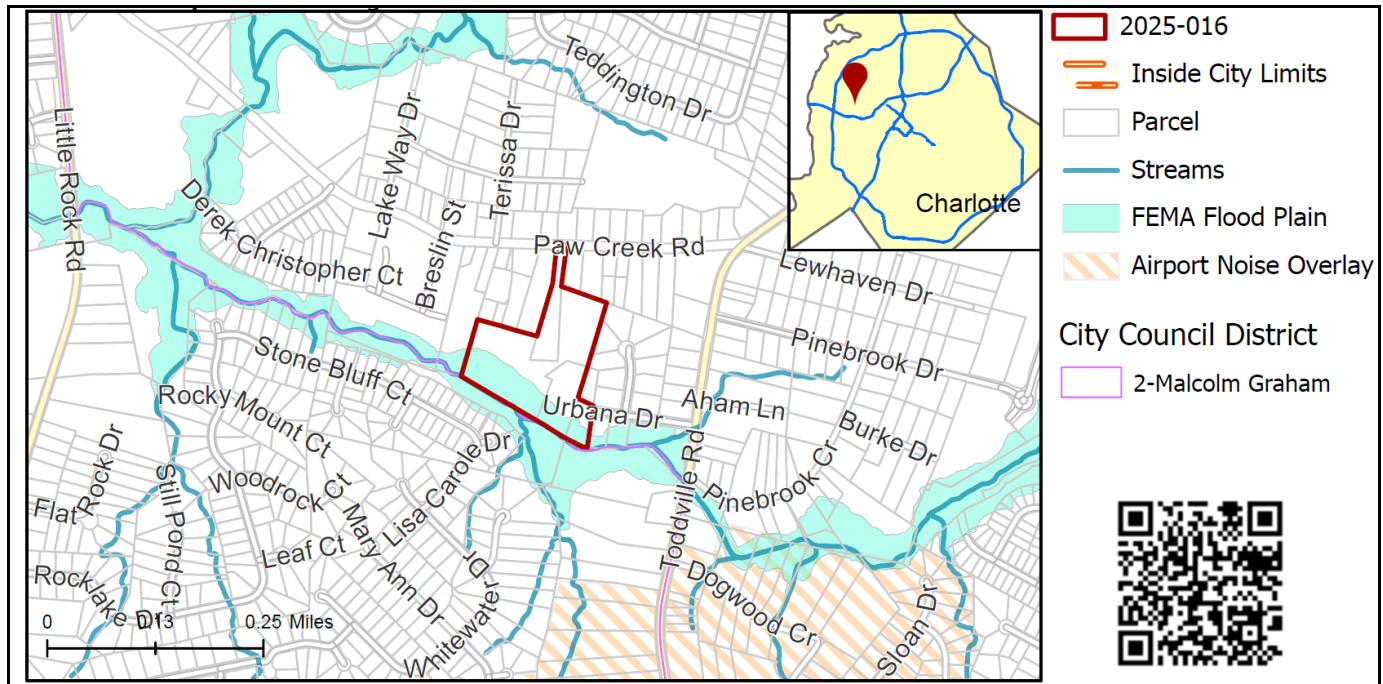 Teddington Dr
Little Rock Rd
Lake Way Dr
Terissa Dr
Derek Christopher Ct
Breslin St
Paw Creek Rd
Lewhaven Dr
Pinebrook Dr
Stone Bluff Ct
Rocky Mount Ct
Urbana Dr
Aham Ln
Burke Dr
Flat Rock Dr
Still Pond Ct
Woodrock Ct
Lisa Carole Dr
Pinebrook Cr
Toddville Rd
Leaf Ct
Mary Ann Dr
Rocklake Dr
Whitewater Dr
Dogwood Cr
Sloan Dr
0 0.13 0.25 Miles
Charlotte
2025-016
Inside City Limits
Parcel
Streams
FEMA Flood Plain
Airport Noise Overlay
City Council District
2-Malcolm Graham